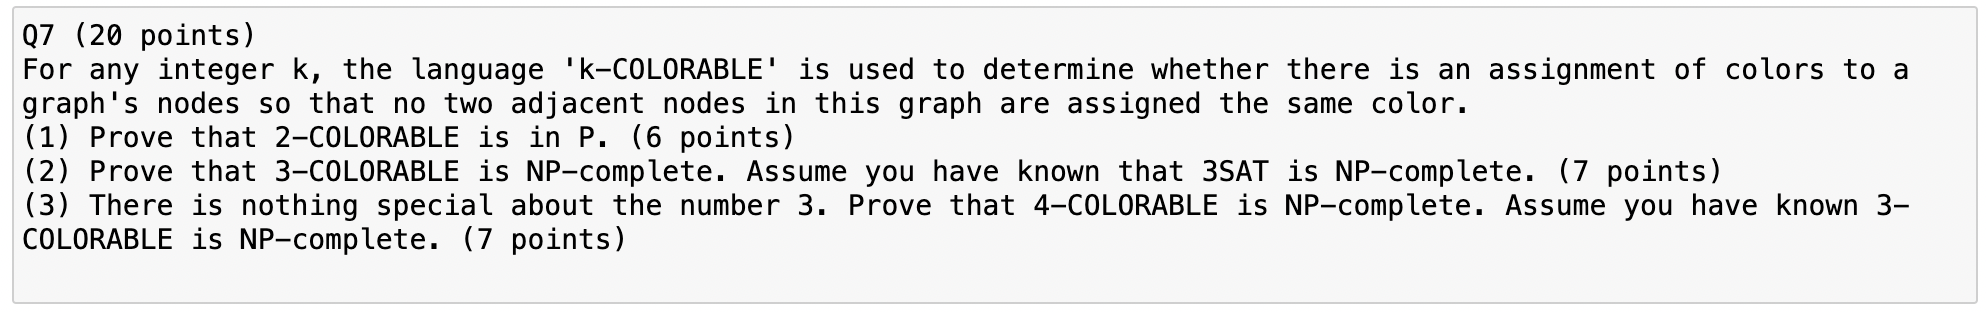 Q7 (20 points)
For any integer k, the language 'k-COLORABLE' is used to determine whether there is an assignment of colors to a
graph's nodes so that no two adjacent nodes in this graph are assigned the same color.
(1) Prove that 2-COLORABLE is in P. (6 points)
(2) Prove that 3-COLORABLE is NP-complete. Assume you have known that 3SAT is NP-complete. (7 points)
(3) There is nothing special about the number 3. Prove that 4-COLORABLE is NP-complete. Assume you have known 3-
COLORABLE is NP-complete. (7 points)